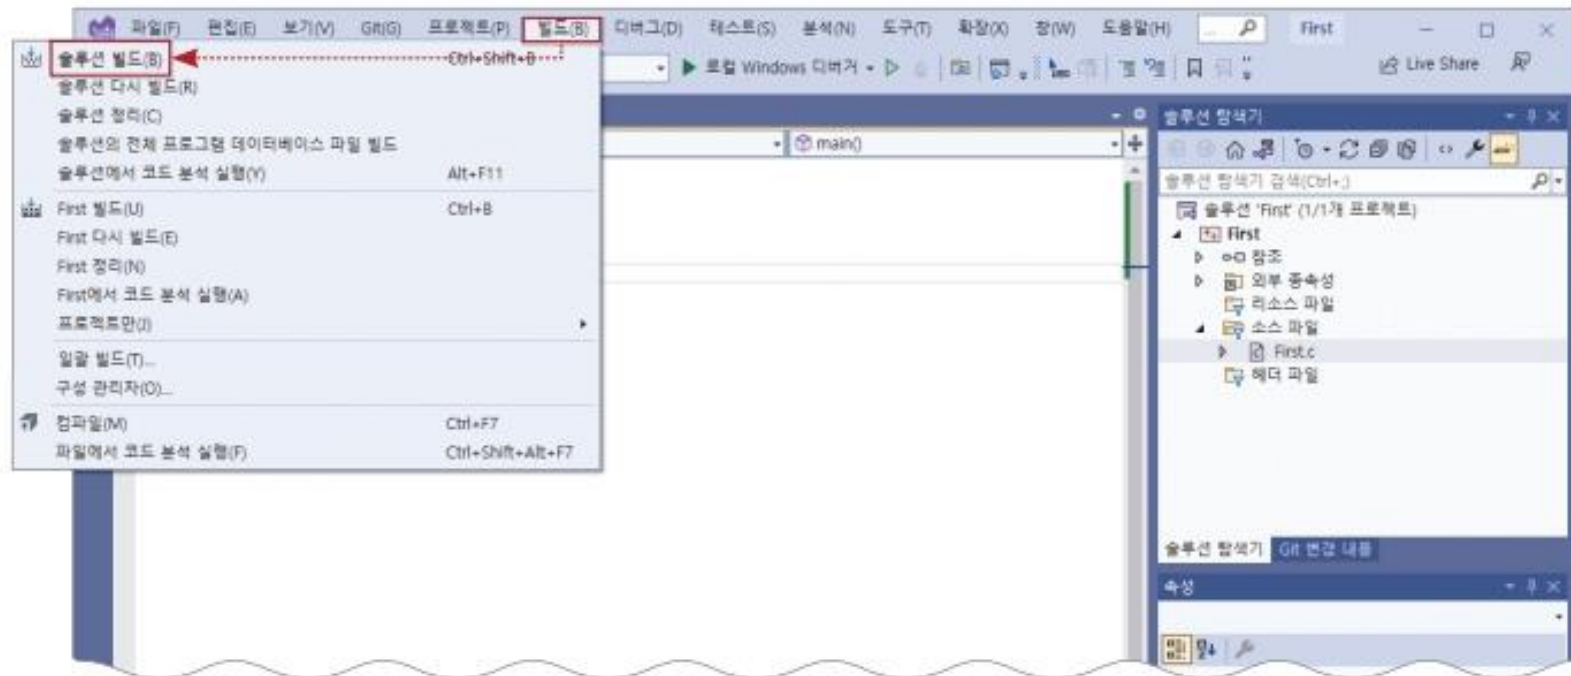 파일(F) 편집(E) 보기(V) Git(G) 프로젝트(P) 빌드(B) 디버그(D) 테스트(S) 분석(N) 도구(T) 확장(X) 창(W) 도움말(H) ... First
솔루션 빌드(B) Ctrl+Shift+B
로컬 Windows 디버거 Live Share
솔루션 다시 빌드(R)
솔루션 정리(C)
솔루션의 전체 프로그램 데이터베이스 파일 빌드
솔루션에서 코드 분석 실행(Y) Alt+F11
First 빌드(U) Ctrl+B
First 다시 빌드(E)
First 정리(N)
First에서 코드 분석 실행(A)
프로젝트만(J)
일괄 빌드(T)...
구성 관리자(O)...
컴파일(M) Ctrl+F7
파일에서 코드 분석 실행(F) Ctrl+Shift+Alt+F7
main()
솔루션 탐색기
솔루션 탐색기 검색(Ctrl+;)
솔루션 'First' (1/1개 프로젝트)
First
참조
외부 종속성
리소스 파일
소스 파일
First.c
헤더 파일
솔루션 탐색기 Git 변경 내용
속성